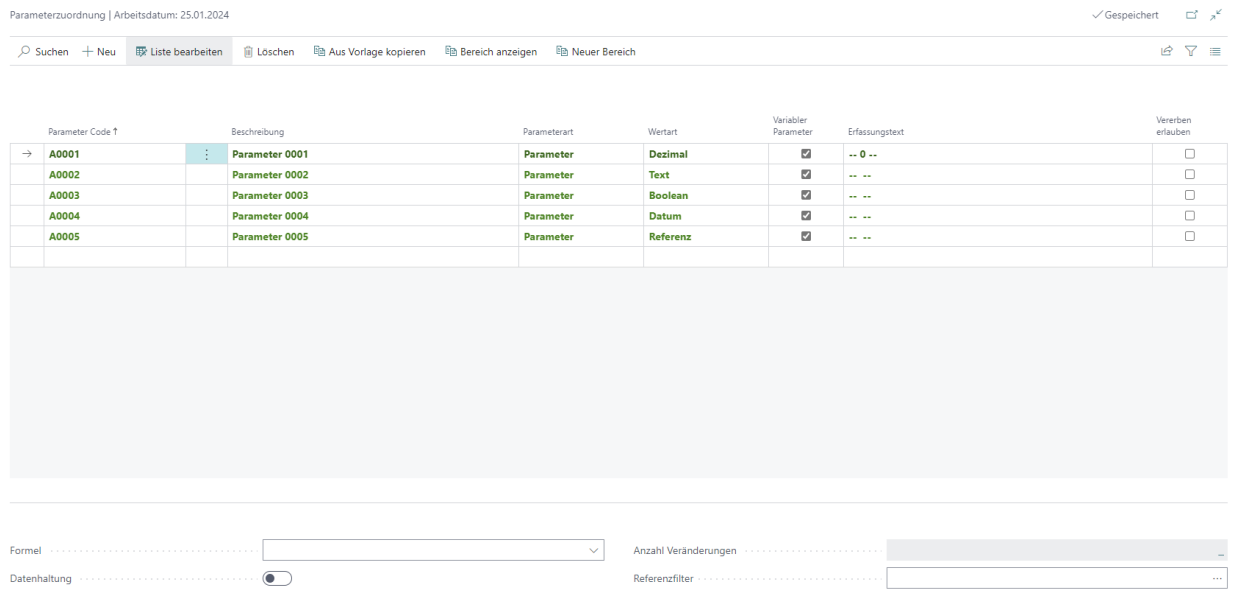 Parameterzuordnung | Arbeitsdatum: 25.01.2024 Gespeichert
Suchen Neu Liste bearbeiten Löschen Aus Vorlage kopieren Bereich anzeigen Neuer Bereich
Parameter Code ↑ Beschreibung Parameterart Wertart Variabler Parameter Erfassungstext Vererben erlauben
A0001 Parameter 0001 Parameter Dezimal -- 0 --
A0002 Parameter 0002 Parameter Text -- --
A0003 Parameter 0003 Parameter Boolean -- --
A0004 Parameter 0004 Parameter Datum -- --
A0005 Parameter 0005 Parameter Referenz -- --
Formel Anzahl Veränderungen _
Datenhaltung Referenzfilter ...